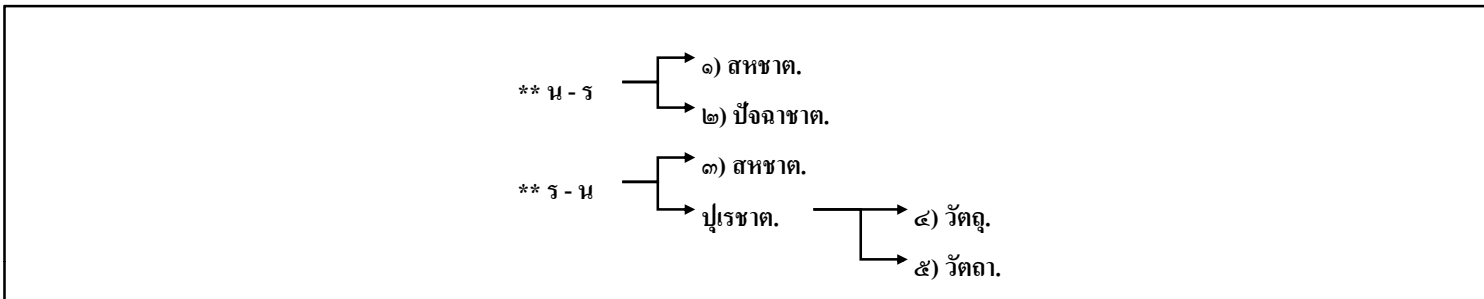 ๑) สหชาต.
** น - ร
๒) ปัจฉาชาต.
๓) สหชาต.
** ร - น
ปุเรชาต.
๔) วัตถุ.
๕) วัตถา.